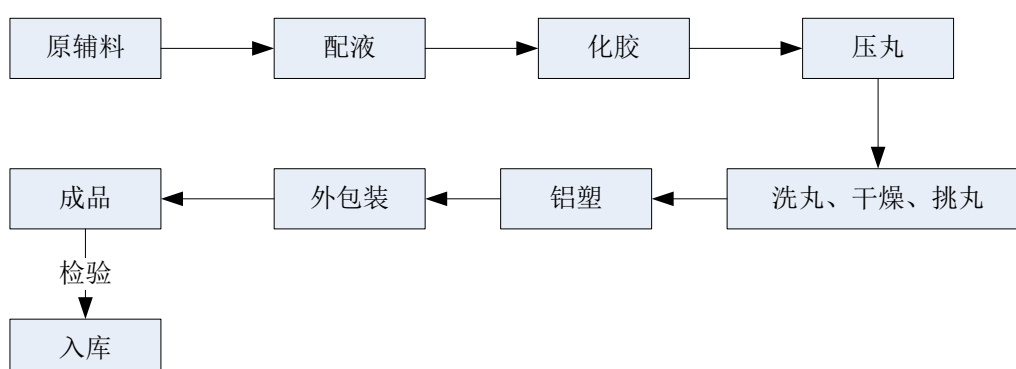 原辅料
配液
化胶
压丸
洗丸、干燥、挑丸
铝塑
外包装
成品
检验
入库